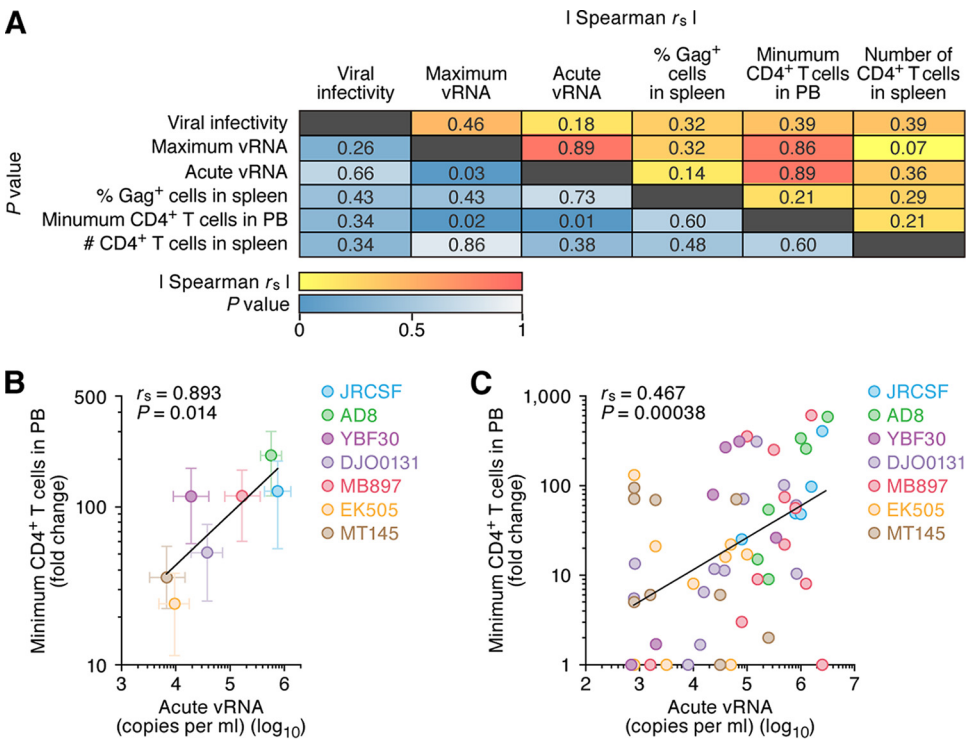 A
| Spearman rs |
Viral infectivity
Maximum vRNA
Acute vRNA
% Gag+ cells in spleen
Minumum CD4+ T cells in PB
Number of CD4+ T cells in spleen
P value
Viral infectivity 0.46 0.18 0.32 0.39 0.39
Maximum vRNA 0.26 0.89 0.32 0.86 0.07
Acute vRNA 0.66 0.03 0.14 0.89 0.36
% Gag+ cells in spleen 0.43 0.43 0.73 0.21 0.29
Minumum CD4+ T cells in PB 0.34 0.02 0.01 0.60 0.21
# CD4+ T cells in spleen 0.34 0.86 0.38 0.48 0.60
| Spearman rs |
P value
0 0.5 1
B
rs = 0.893
P = 0.014
Minimum CD4+ T cells in PB
(fold change)
500
100
10
3 4 5 6
Acute vRNA
(copies per ml) (log10)
JRCSF
AD8
YBF30
DJO0131
MB897
EK505
MT145
C
rs = 0.467
P = 0.00038
Minimum CD4+ T cells in PB
(fold change)
1,000
100
10
1
2 3 4 5 6 7
Acute vRNA
(copies per ml) (log10)
JRCSF
AD8
YBF30
DJO0131
MB897
EK505
MT145